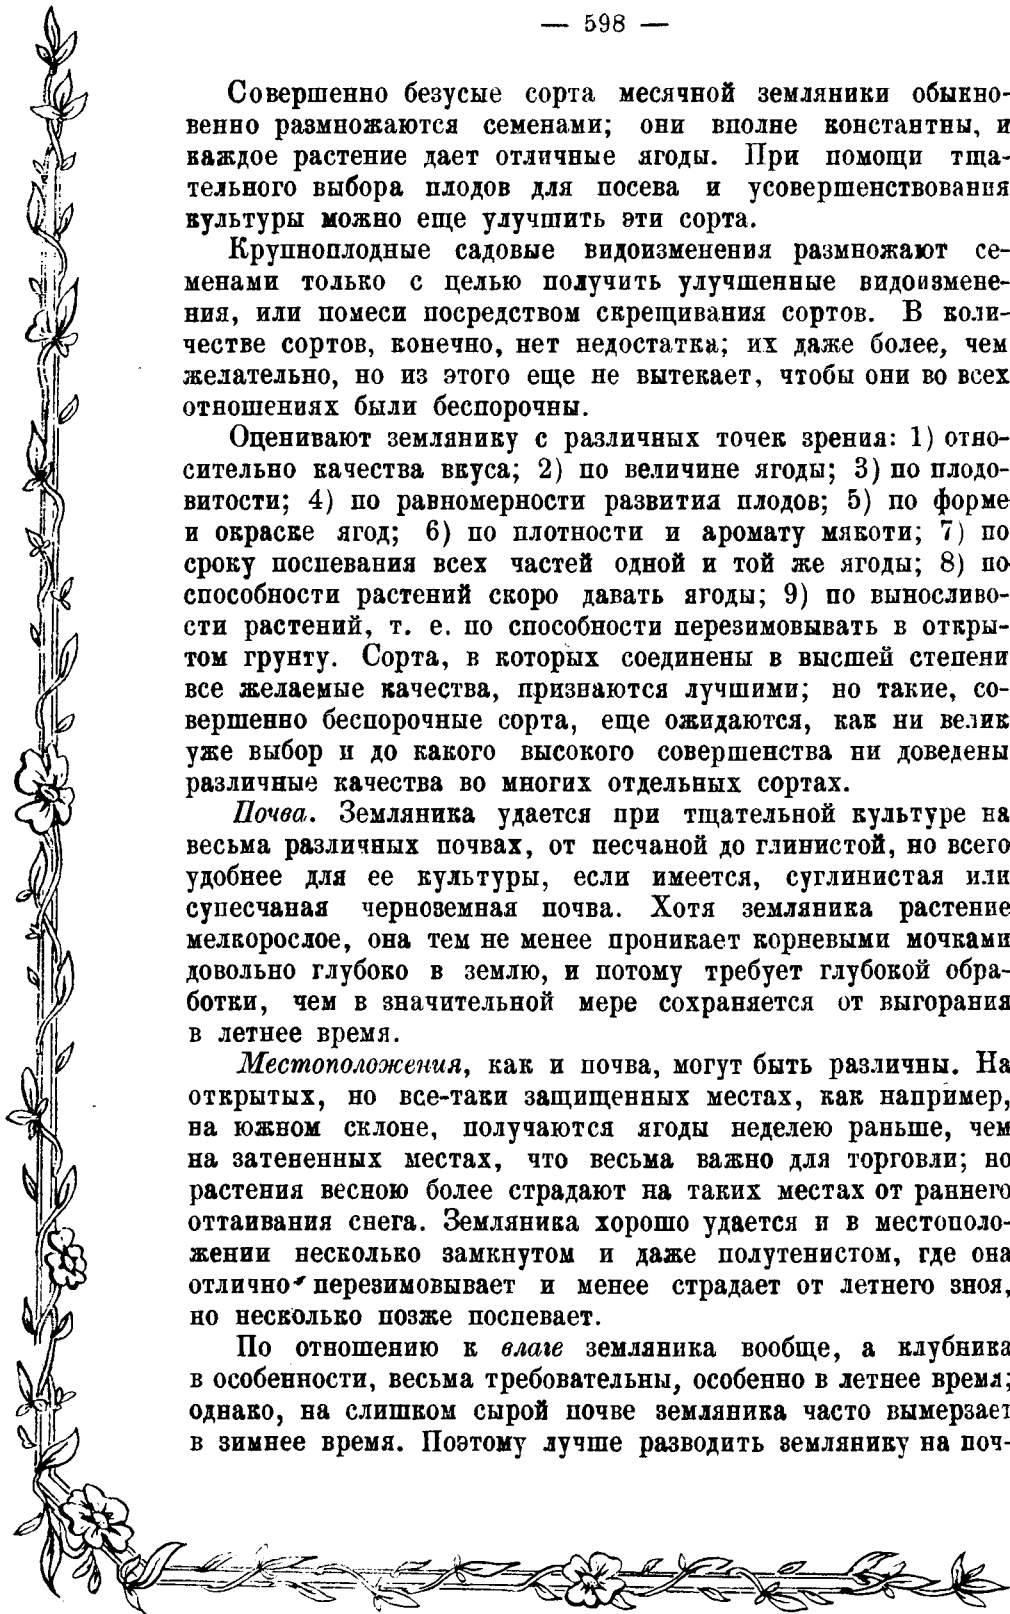 — 598 —
Совершенно безусые сорта месячной земляники обыкно-
венно размножаются семенами; они вполне константны, и
каждое растение дает отличные ягоды. При помощи тща-
тельного выбора плодов для посева и усовершенствования
культуры можно еще улучшить эти сорта.
Крупноплодные садовые видоизменения размножают се-
менами только с целью получить улучшенные видоизмене-
ния, или помеси посредством скрещивания сортов. В коли-
честве сортов, конечно, нет недостатка; их даже более, чем
желательно, но из этого еще не вытекает, чтобы они во всех
отношениях были беспорочны.
Оценивают землянику с различных точек зрения: 1) отно-
сительно качества вкуса; 2) по величине ягоды; 3) по плодо-
витости; 4) по равномерности развития плодов; 5) по форме
и окраске ягод; 6) по плотности и аромату мякоти; 7) по
сроку поспевания всех частей одной и той же ягоды; 8) по
способности растений скоро давать ягоды; 9) по выносливо-
сти растений, т. е. по способности перезимовывать в откры-
том грунту. Сорта, в которых соединены в высшей степени
все желаемые качества, признаются лучшими; но такие, со-
вершенно беспорочные сорта, еще ожидаются, как ни велик
уже выбор и до какого высокого совершенства ни доведены
различные качества во многих отдельных сортах.
Почва. Земляника удается при тщательной культуре на
весьма различных почвах, от песчаной до глинистой, но всего
удобнее для ее культуры, если имеется, суглинистая или
супесчаная черноземная почва. Хотя земляника растение
мелкорослое, она тем не менее проникает корневыми мочками
довольно глубоко в землю, и потому требует глубокой обра-
ботки, чем в значительной мере сохраняется от выгорания
в летнее время.
Местоположения, как и почва, могут быть различны. На
открытых, но все-таки защищенных местах, как например,
на южном склоне, получаются ягоды неделею раньше, чем
на затененных местах, что весьма важно для торговли; но
растения весною более страдают на таких местах от раннего
оттаивания снега. Земляника хорошо удается и в местополо-
жении несколько замкнутом и даже полутенистом, где она
отлично перезимовывает и менее страдает от летнего зноя,
но несколько позже поспевает.
По отношению к влаге земляника вообще, а клубника
в особенности, весьма требовательны, особенно в летнее время;
однако, на слишком сырой почве земляника часто вымерзает
в зимнее время. Поэтому лучше разводить землянику на поч-